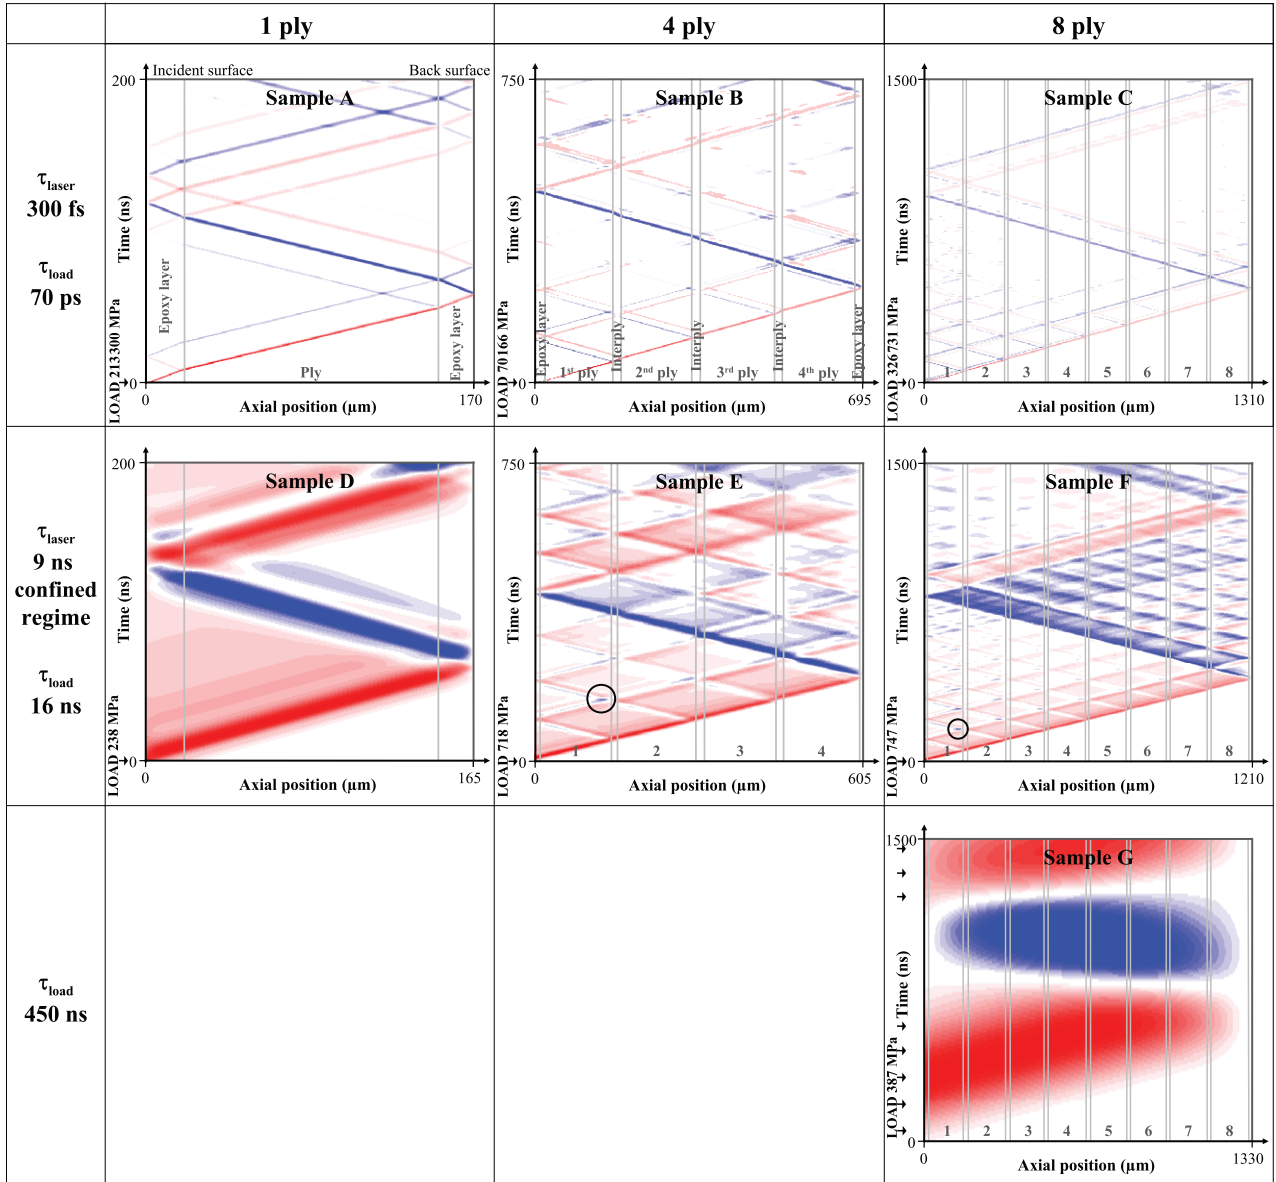 1 ply
4 ply
8 ply
τlaser
300 fs
τload
70 ps
200
Incident surface
Back surface
Sample A
Time (ns)
Epoxy layer
Ply
Epoxy layer
LOAD 213300 MPa
0
0
Axial position (µm)
170
750
Sample B
Time (ns)
LOAD 70166 MPa
Epoxy layer
Interply
Interply
Interply
Epoxy layer
1st ply
2nd ply
3rd ply
4th ply
0
0
Axial position (µm)
695
1500
Sample C
Time (ns)
LOAD 326731 MPa
1 2 3 4 5 6 7 8
0
0
Axial position (µm)
1310
τlaser
9 ns
confined
regime
τload
16 ns
200
Sample D
Time (ns)
LOAD 238 MPa
0
0
Axial position (µm)
165
750
Sample E
Time (ns)
LOAD 718 MPa
1 2 3 4
0
0
Axial position (µm)
605
1500
Sample F
Time (ns)
LOAD 747 MPa
1 2 3 4 5 6 7 8
0
0
Axial position (µm)
1210
τload
450 ns
1500
Sample G
Time (ns)
LOAD 387 MPa
1 2 3 4 5 6 7 8
0
0
Axial position (µm)
1330